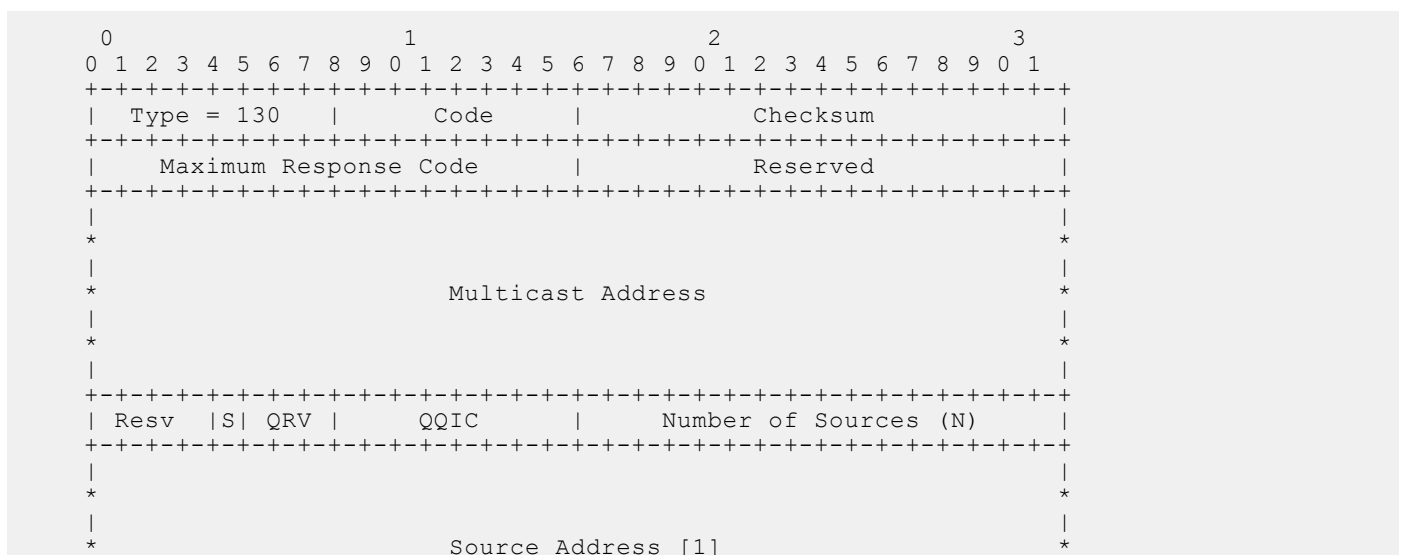 0                   1                   2                   3
0 1 2 3 4 5 6 7 8 9 0 1 2 3 4 5 6 7 8 9 0 1 2 3 4 5 6 7 8 9 0 1
+-+-+-+-+-+-+-+-+-+-+-+-+-+-+-+-+-+-+-+-+-+-+-+-+-+-+-+-+-+-+-+-+
|  Type = 130   |      Code     |           Checksum            |
+-+-+-+-+-+-+-+-+-+-+-+-+-+-+-+-+-+-+-+-+-+-+-+-+-+-+-+-+-+-+-+-+
|    Maximum Response Code      |           Reserved            |
+-+-+-+-+-+-+-+-+-+-+-+-+-+-+-+-+-+-+-+-+-+-+-+-+-+-+-+-+-+-+-+-+
|                                                               |
*                                                               *
|                                                               |
*                       Multicast Address                       *
|                                                               |
*                                                               *
|                                                               |
+-+-+-+-+-+-+-+-+-+-+-+-+-+-+-+-+-+-+-+-+-+-+-+-+-+-+-+-+-+-+-+-+
| Resv  |S| QRV |     QQIC      |     Number of Sources (N)     |
+-+-+-+-+-+-+-+-+-+-+-+-+-+-+-+-+-+-+-+-+-+-+-+-+-+-+-+-+-+-+-+-+
|                                                               |
*                                                               *
|                                                               |
*                       Source Address [1]                      *